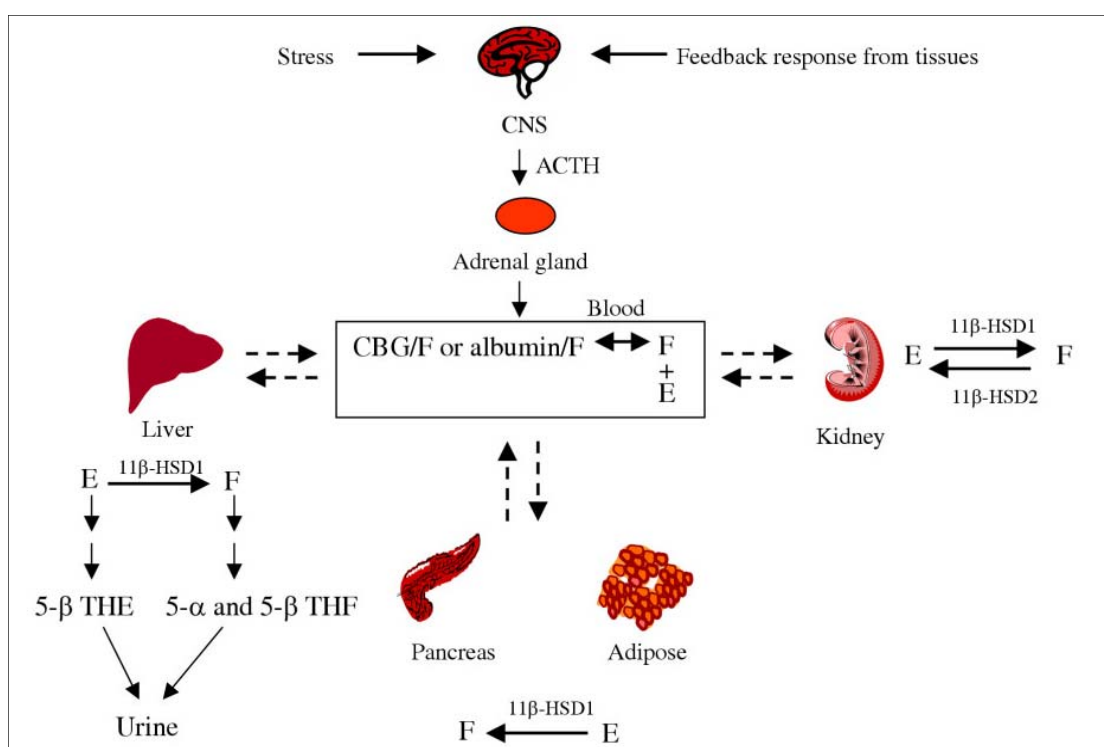 Stress
Feedback response from tissues
CNS
ACTH
Adrenal gland
Blood
CBG/F or albumin/F F
+
E
Liver
Kidney
E 11β-HSD1 F
11β-HSD2
E 11β-HSD1 F
5-β THE 5-α and 5-β THF
Urine
Pancreas
Adipose
F 11β-HSD1 E